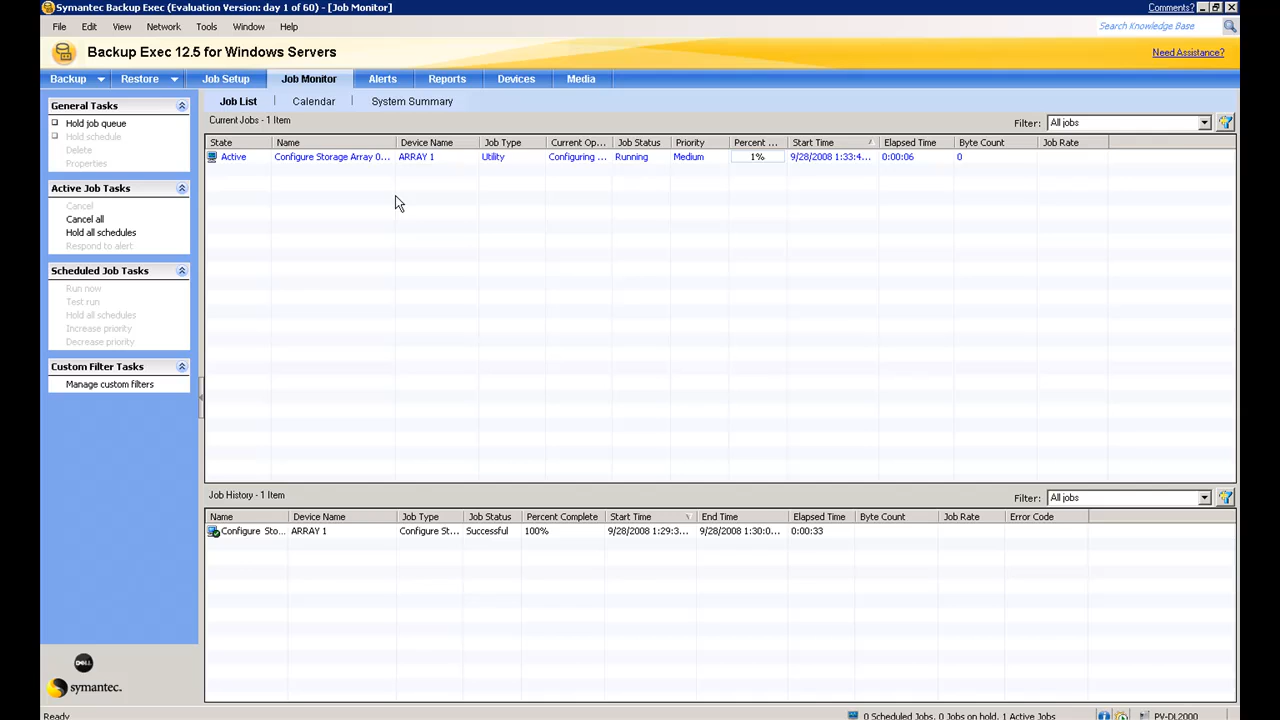 Symantec Backup Exec (Evaluation Version: day 1 of 60) - [Job Monitor] Comments?
File Edit View Network Tools Window Help Search Knowledge Base
Backup Exec 12.5 for Windows Servers Need Assistance?
Backup Restore Job Setup Job Monitor Alerts Reports Devices Media
Job List Calendar System Summary
General Tasks
Hold job queue
Hold schedule
Delete
Properties
Active Job Tasks
Cancel
Cancel all
Hold all schedules
Respond to alert
Scheduled Job Tasks
Run now
Test run
Hold all schedules
Increase priority
Decrease priority
Custom Filter Tasks
Manage custom filters
DELL
symantec.
Current Jobs - 1 Item Filter: All jobs
State Name Device Name Job Type Current Op... Job Status Priority Percent ... Start Time Elapsed Time Byte Count Job Rate
Active Configure Storage Array 0... ARRAY 1 Utility Configuring ... Running Medium 1% 9/28/2008 1:33:4... 0:00:06 0
Job History - 1 Item Filter: All jobs
Name Device Name Job Type Job Status Percent Complete Start Time End Time Elapsed Time Byte Count Job Rate Error Code
Configure Sto... ARRAY 1 Configure St... Successful 100% 9/28/2008 1:29:3... 9/28/2008 1:30:0... 0:00:33
Ready 0 Scheduled Jobs, 0 Jobs on hold, 1 Active Jobs PV-DL2000